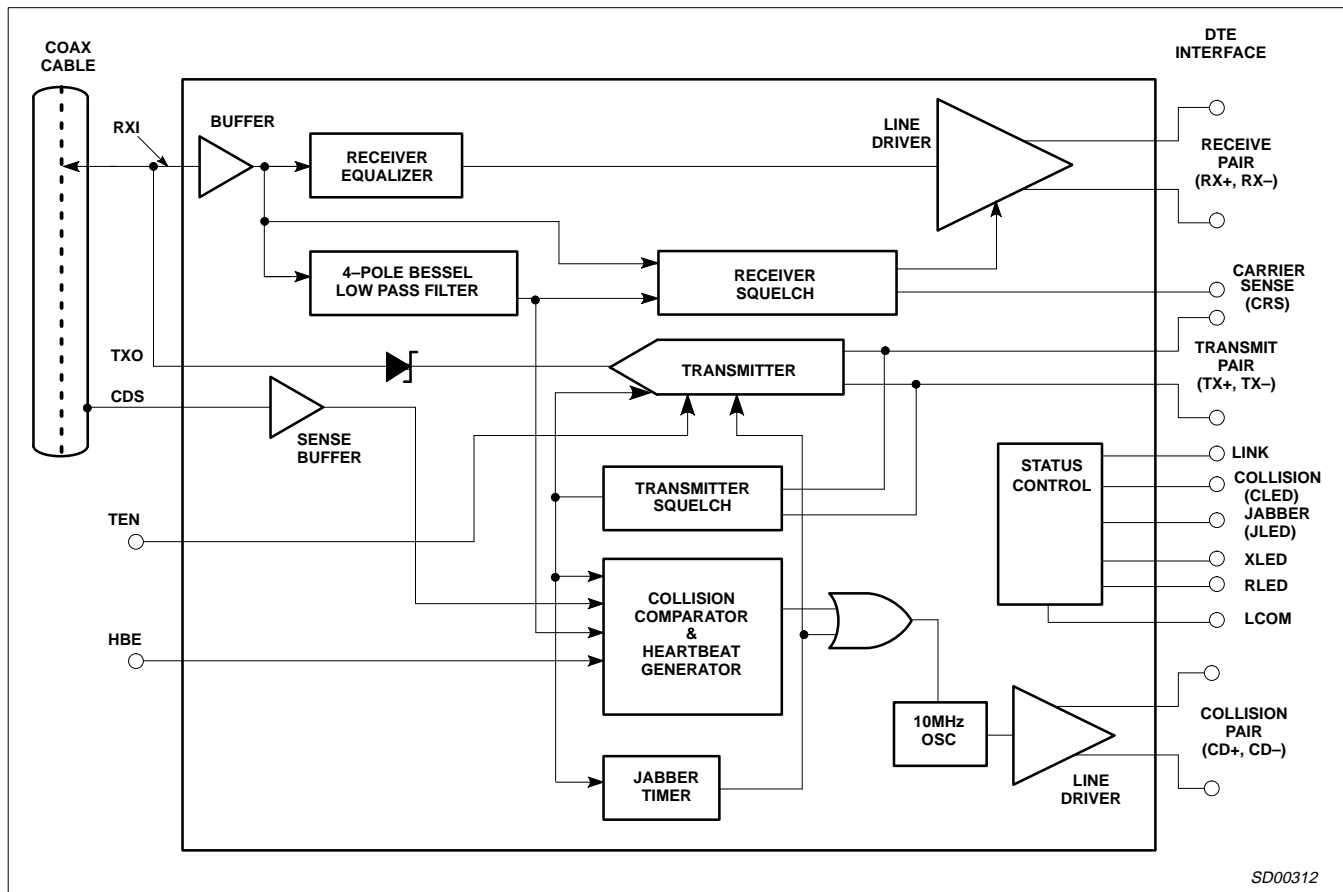 COAX
CABLE
DTE
INTERFACE
RXI
BUFFER
LINE
DRIVER
RECEIVER
EQUALIZER
RECEIVE
PAIR
(RX+, RX–)
4–POLE BESSEL
LOW PASS FILTER
RECEIVER
SQUELCH
CARRIER
SENSE
(CRS)
TXO
TRANSMITTER
TRANSMIT
PAIR
(TX+, TX–)
CDS
SENSE
BUFFER
TRANSMITTER
SQUELCH
STATUS
CONTROL
LINK
COLLISION
(CLED)
JABBER
(JLED)
XLED
RLED
LCOM
TEN
COLLISION
COMPARATOR
&
HEARTBEAT
GENERATOR
HBE
10MHz
OSC
COLLISION
PAIR
(CD+, CD–)
JABBER
TIMER
LINE
DRIVER
SD00312